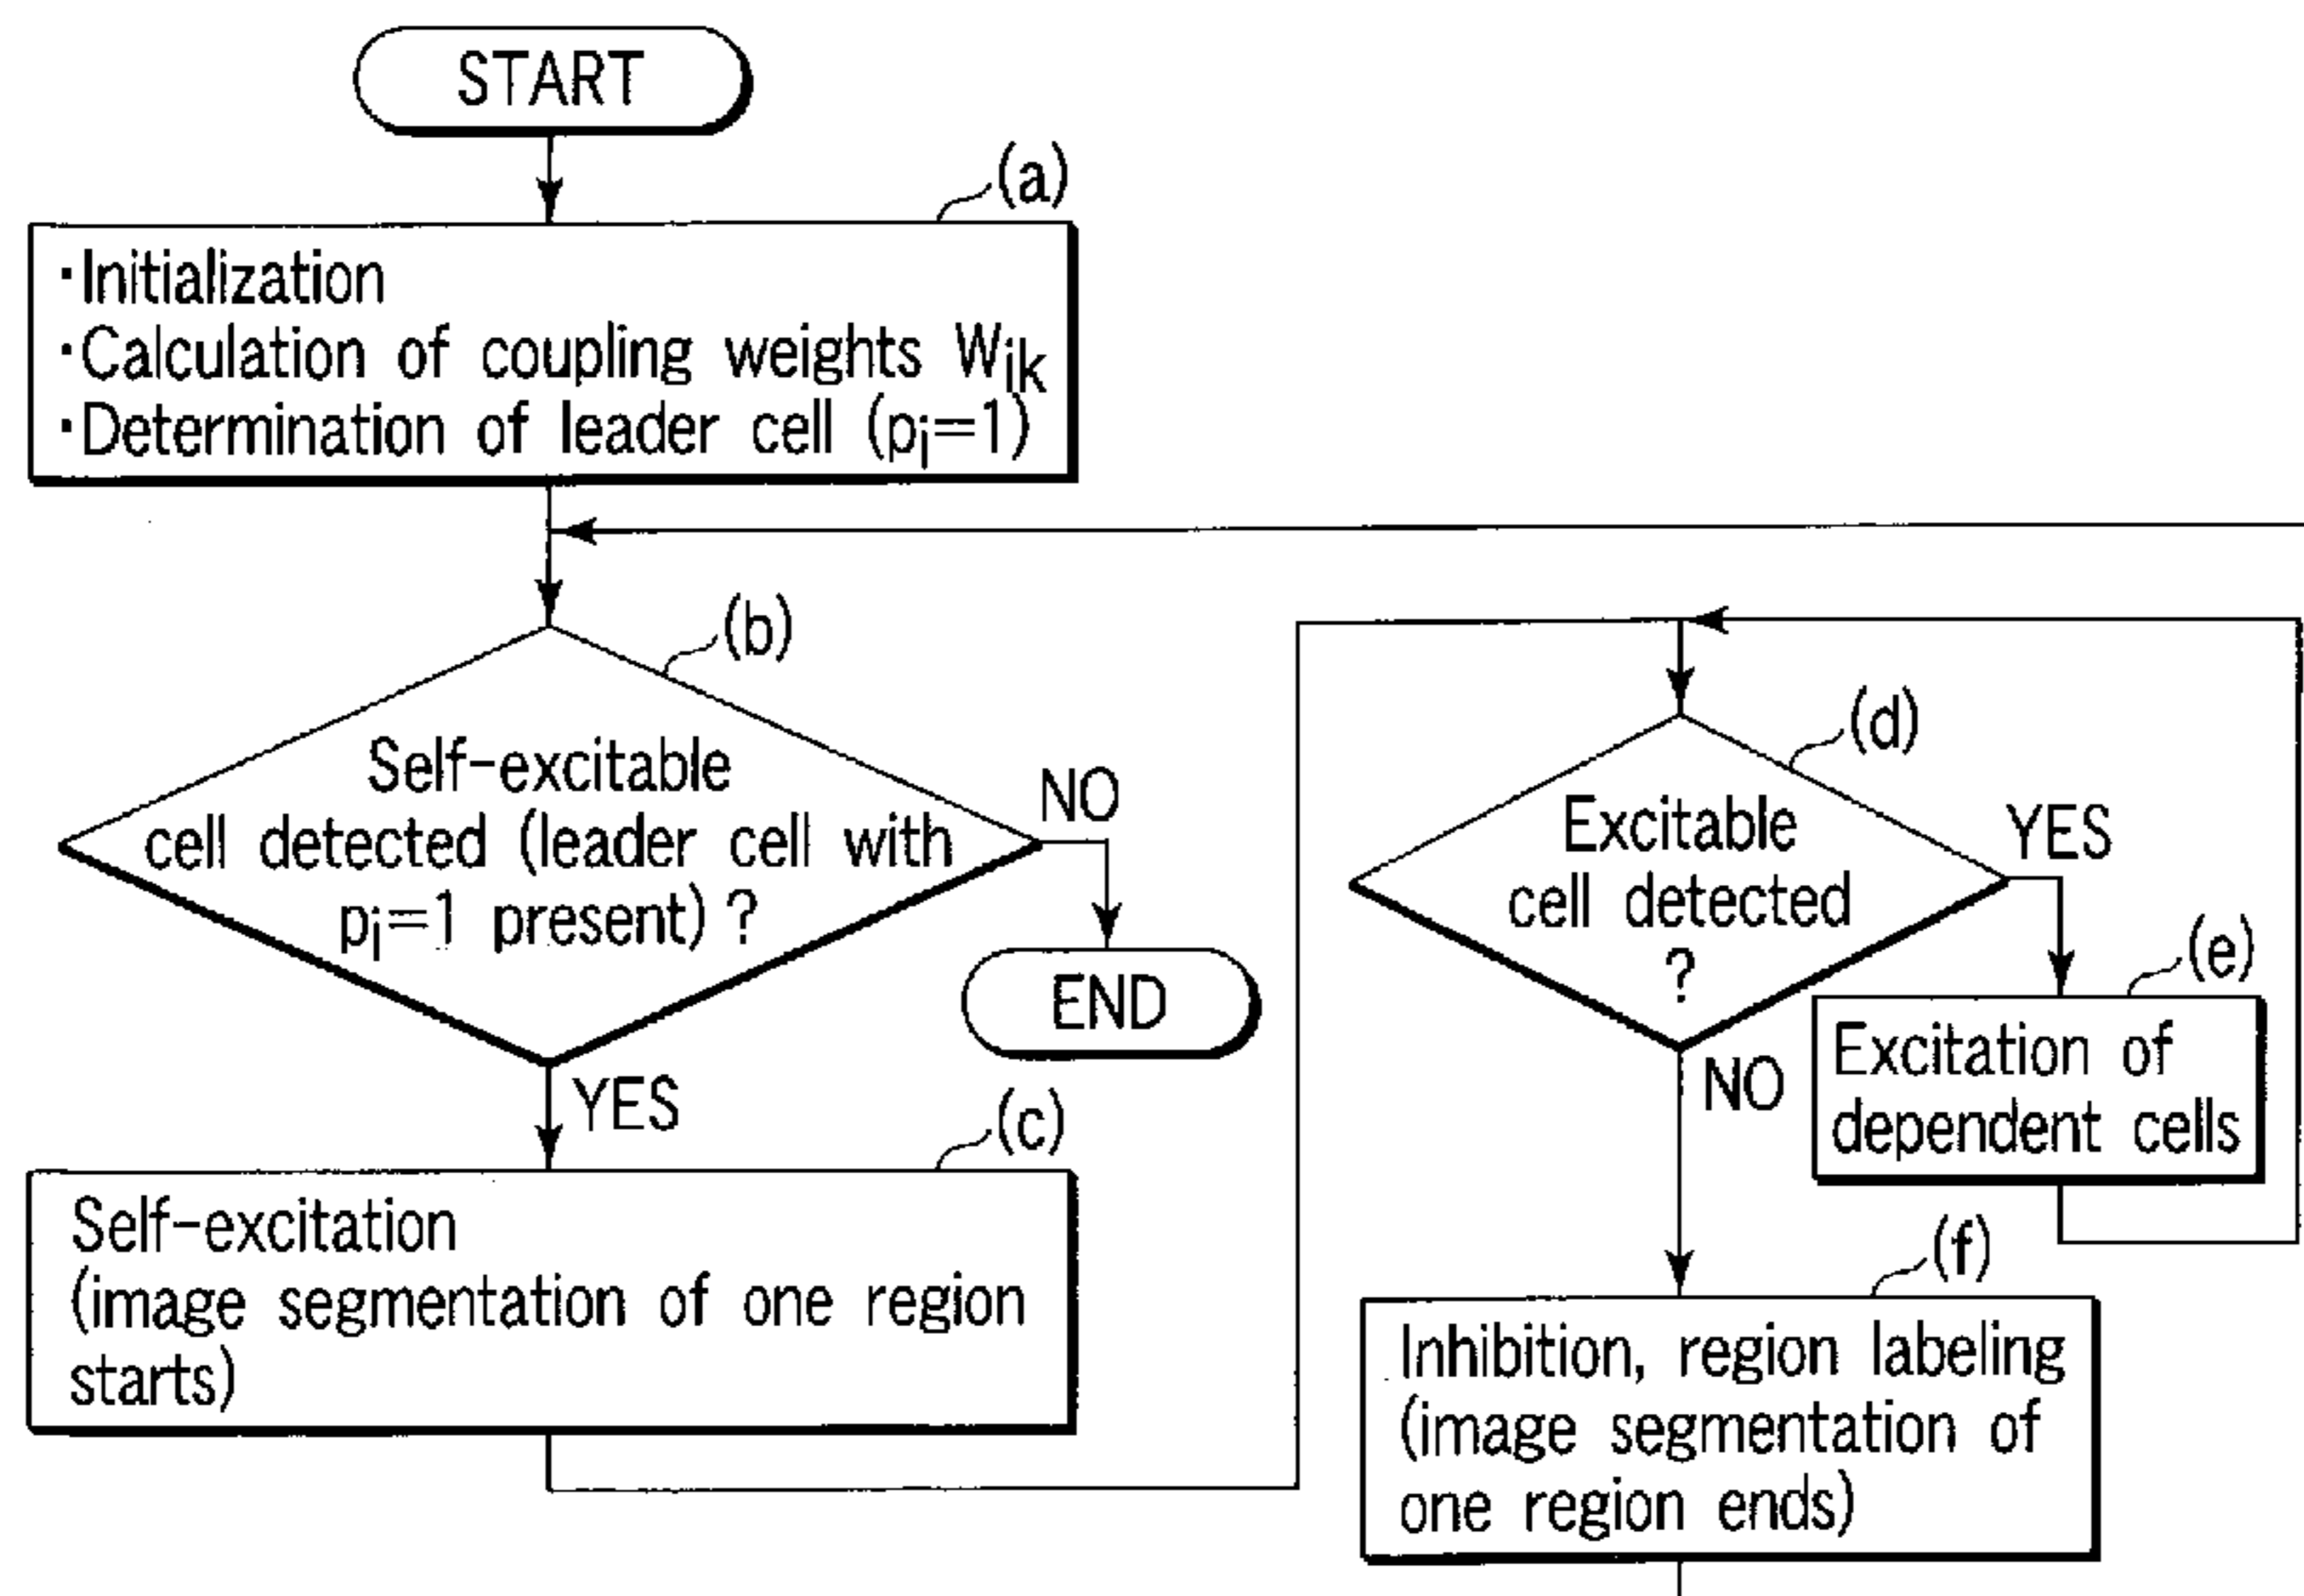 START
(a)
·Initialization
·Calculation of coupling weights Wik
·Determination of leader cell (pi=1)
(b)
Self-excitable
cell detected (leader cell with
pi=1 present) ?
NO
END
YES
(c)
Self-excitation
(image segmentation of one region
starts)
(d)
Excitable
cell detected
?
YES
(e)
Excitation of
dependent cells
NO
(f)
Inhibition, region labeling
(image segmentation of
one region ends)